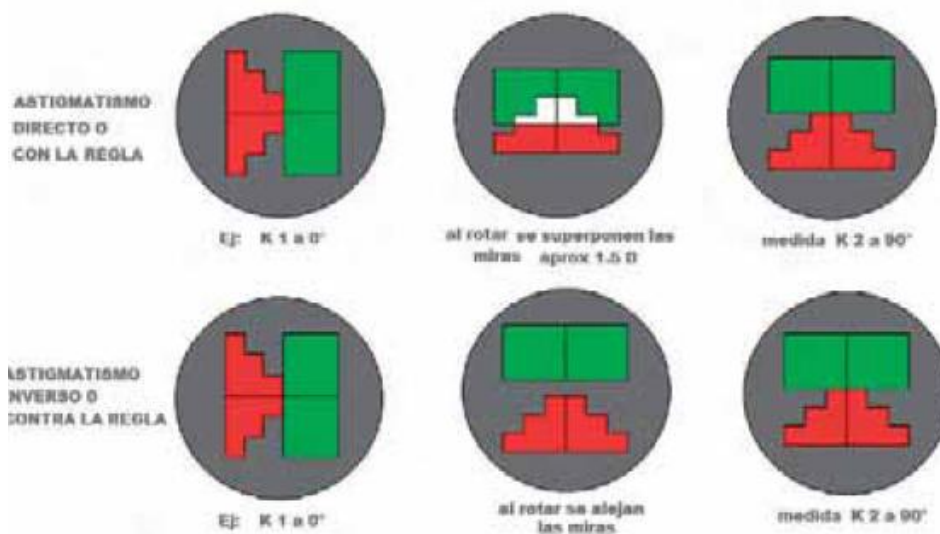 ASTIGMATISMO
DIRECTO O
CON LA REGLA
Ej: K 1 a 0°
al rotar se superponen las
miras aprox 1.5 D
medida K 2 a 90°
ASTIGMATISMO
NVERSO O
CONTRA LA REGLA
Ej: K 1 a 0°
al rotar se alejan
las miras
medida K 2 a 90°